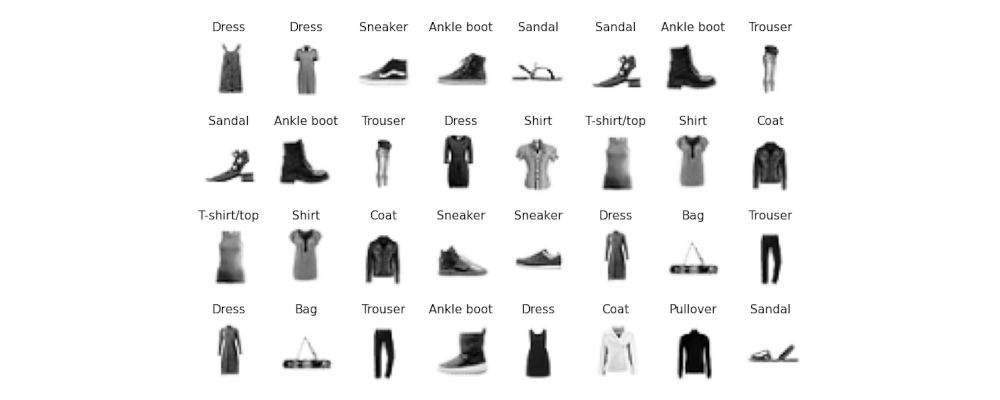 Dress Dress Sneaker Ankle boot Sandal Sandal Ankle boot Trouser
Sandal Ankle boot Trouser Dress Shirt T-shirt/top Shirt Coat
T-shirt/top Shirt Coat Sneaker Sneaker Dress Bag Trouser
Dress Bag Trouser Ankle boot Dress Coat Pullover Sandal